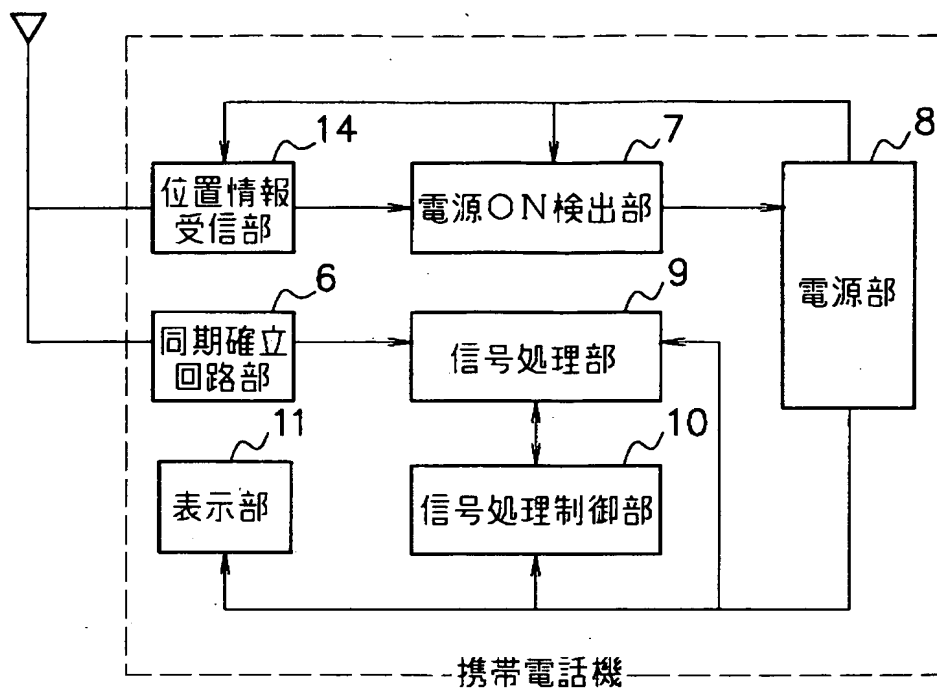 14
位置情報
受信部
7
電源ON検出部
8
電源部
6
同期確立
回路部
9
信号処理部
11
表示部
10
信号処理制御部
携帯電話機